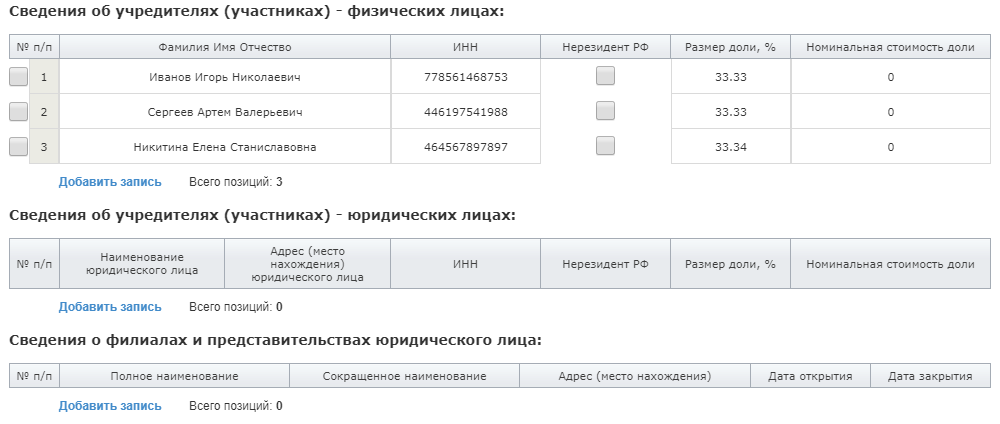 Сведения об учредителях (участниках) - физических лицах:
№ п/п Фамилия Имя Отчество ИНН Нерезидент РФ Размер доли, % Номинальная стоимость доли
1 Иванов Игорь Николаевич 778561468753 33.33 0
2 Сергеев Артем Валерьевич 446197541988 33.33 0
3 Никитина Елена Станиславовна 464567897897 33.34 0
Добавить запись Всего позиций: 3
Сведения об учредителях (участниках) - юридических лицах:
№ п/п Наименование юридического лица Адрес (место нахождения) юридического лица ИНН Нерезидент РФ Размер доли, % Номинальная стоимость доли
Добавить запись Всего позиций: 0
Сведения о филиалах и представительствах юридического лица:
№ п/п Полное наименование Сокращенное наименование Адрес (место нахождения) Дата открытия Дата закрытия
Добавить запись Всего позиций: 0